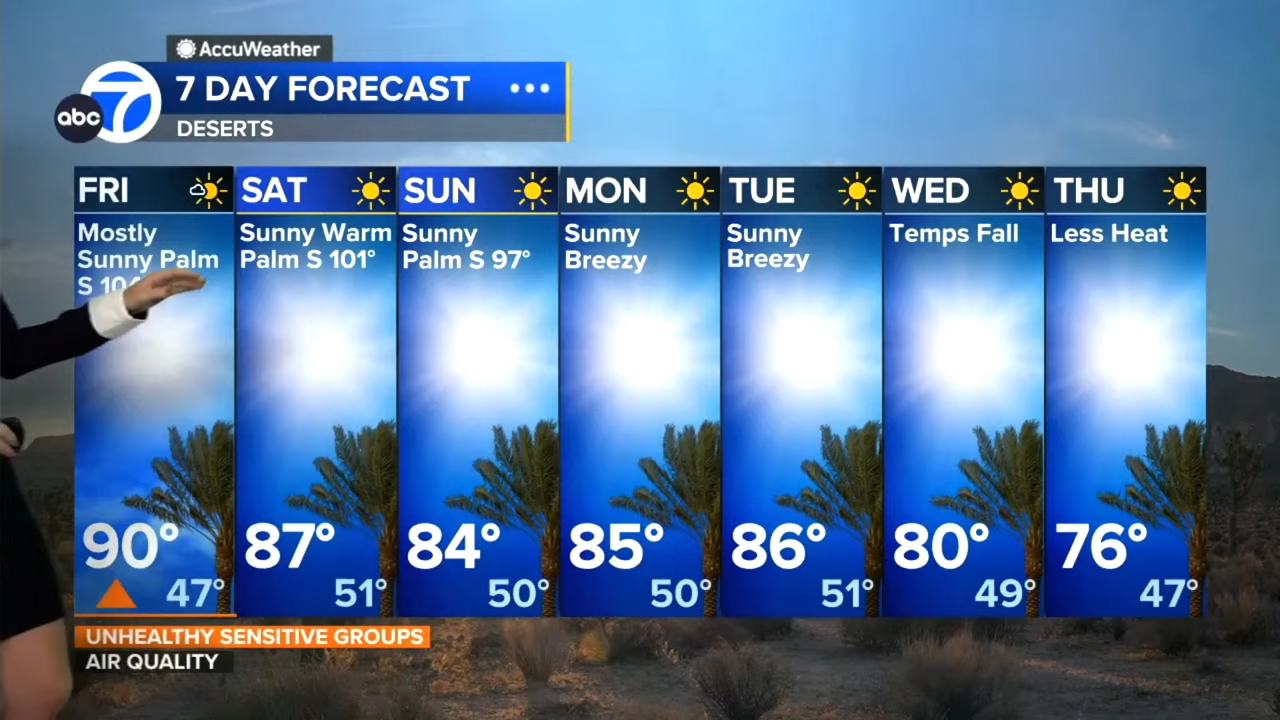 AccuWeather
7 DAY FORECAST
abc 7
DESERTS
FRI
Mostly
Sunny Palm
S
90°
47°
SAT
Sunny Warm
Palm S 101°
87°
51°
SUN
Sunny
Palm S 97°
84°
50°
MON
Sunny
Breezy
85°
50°
TUE
Sunny
Breezy
86°
51°
WED
Temps Fall
80°
49°
THU
Less Heat
76°
47°
UNHEALTHY SENSITIVE GROUPS
AIR QUALITY